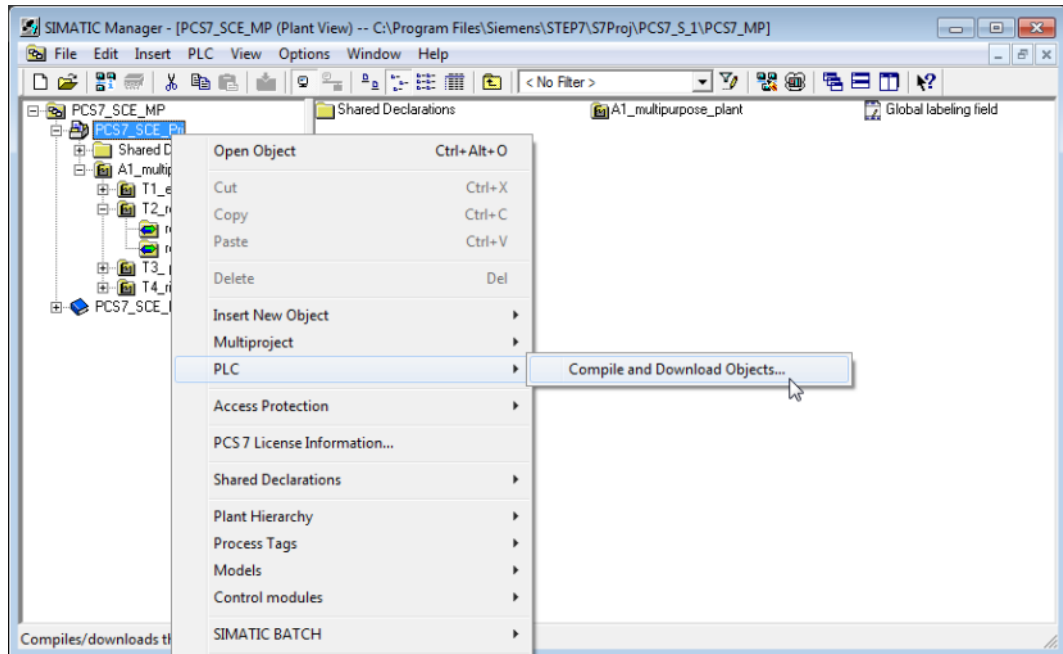 SIMATIC Manager - [PCS7_SCE_MP (Plant View) -- C:\Program Files\Siemens\STEP7\S7Proj\PCS7_S_1\PCS7_MP]
File Edit Insert PLC View Options Window Help
< No Filter >
PCS7_SCE_MP
PCS7_SCE_Prj
Shared D
A1_multip
T1_e
T2_r
T3_
T4_ri
PCS7_SCE_
Shared Declarations
A1_multipurpose_plant
Global labeling field
Open Object Ctrl+Alt+O
Cut Ctrl+X
Copy Ctrl+C
Paste Ctrl+V
Delete Del
Insert New Object
Multiproject
PLC
Compile and Download Objects...
Access Protection
PCS 7 License Information...
Shared Declarations
Plant Hierarchy
Process Tags
Models
Control modules
SIMATIC BATCH
Compiles/downloads th